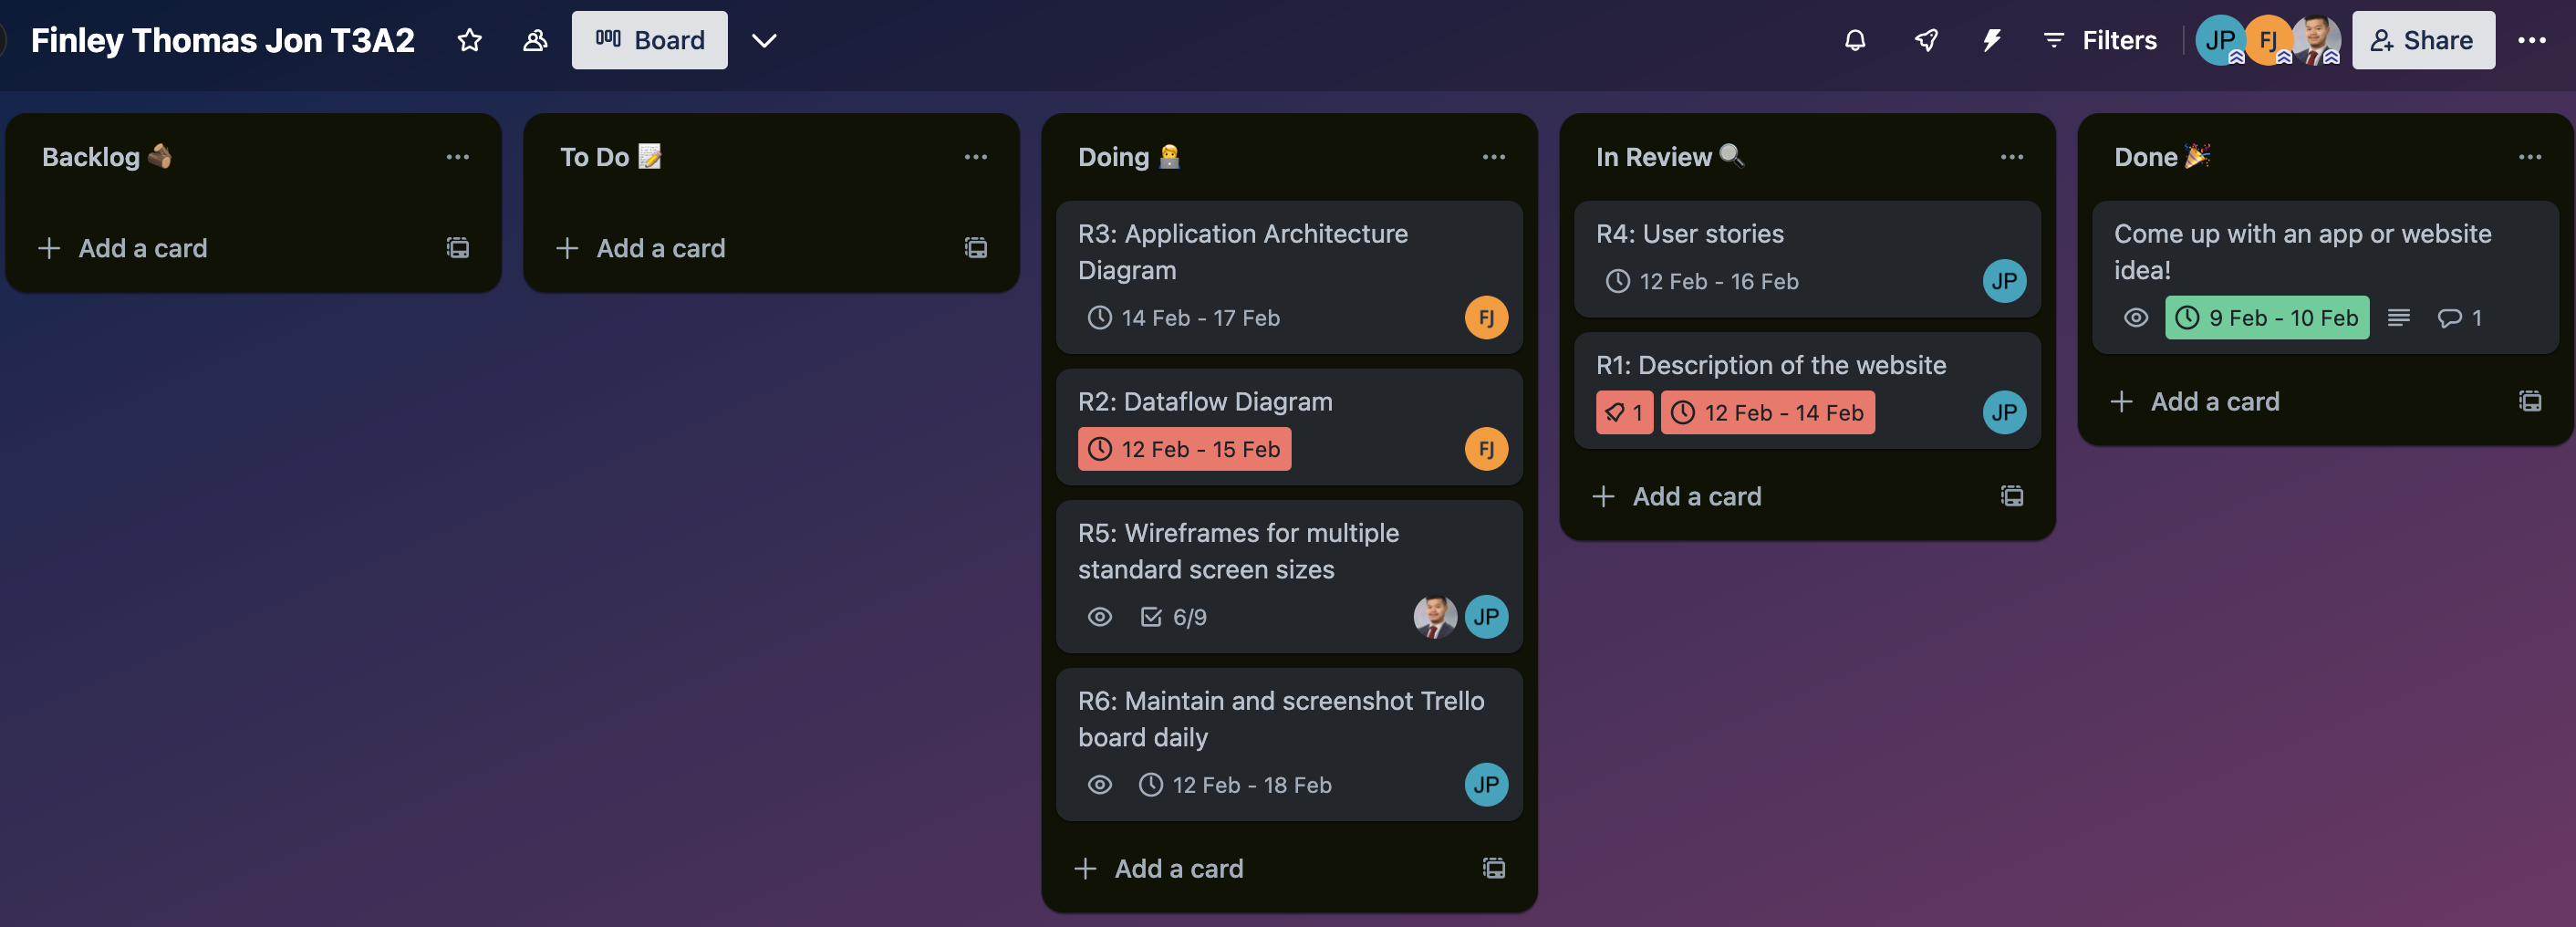 Finley Thomas Jon T3A2
Board
Filters
JP
FJ
Share
Backlog
Add a card
To Do
Add a card
Doing
R3: Application Architecture
Diagram
14 Feb - 17 Feb
FJ
R2: Dataflow Diagram
12 Feb - 15 Feb
FJ
R5: Wireframes for multiple
standard screen sizes
6/9
JP
R6: Maintain and screenshot Trello
board daily
12 Feb - 18 Feb
JP
Add a card
In Review
R4: User stories
12 Feb - 16 Feb
JP
R1: Description of the website
1
12 Feb - 14 Feb
JP
Add a card
Done
Come up with an app or website
idea!
9 Feb - 10 Feb
1
Add a card